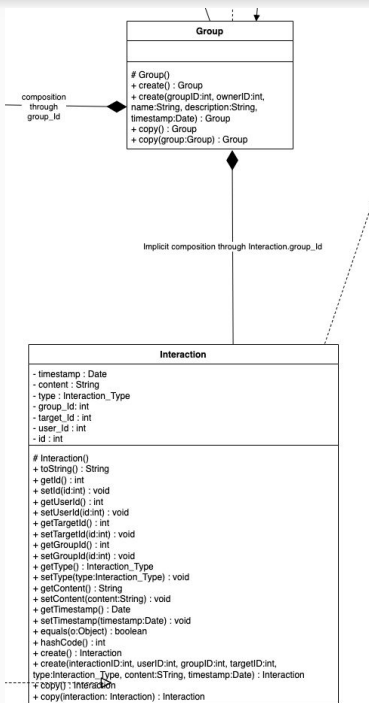 Group
# Group()
+ create() : Group
+ create(groupID:int, ownerID:int,
name:String, description:String,
timestamp:Date) : Group
+ copy() : Group
+ copy(group:Group) : Group
composition
through
group_Id
Implicit composition through Interaction.group_Id
Interaction
- timestamp : Date
- content : String
- type : Interaction_Type
- group_Id: int
- target_Id : int
- user_Id : int
- id : int
# Interaction()
+ toString() : String
+ getId() : int
+ setId(id:int) : void
+ getUserId() : int
+ setUserId(id:int) : void
+ getTargetId() : int
+ setTargetId(id:int) : void
+ getGroupId() : int
+ setGroupId(id:int) : void
+ getType() : Interaction_Type
+ setType(type:Interaction_Type) : void
+ getContent() : String
+ setContent(content:String) : void
+ getTimestamp() : Date
+ setTimestamp(timestamp:Date) : void
+ equals(o:Object) : boolean
+ hashCode() : int
+ create() : Interaction
+ create(interactionID:int, userID:int, groupID:int, targetID:int,
type:Interaction_Type, content:STring, timestamp:Date) : Interaction
+ copy() : Interaction
+ copy(interaction: Interaction) : Interaction